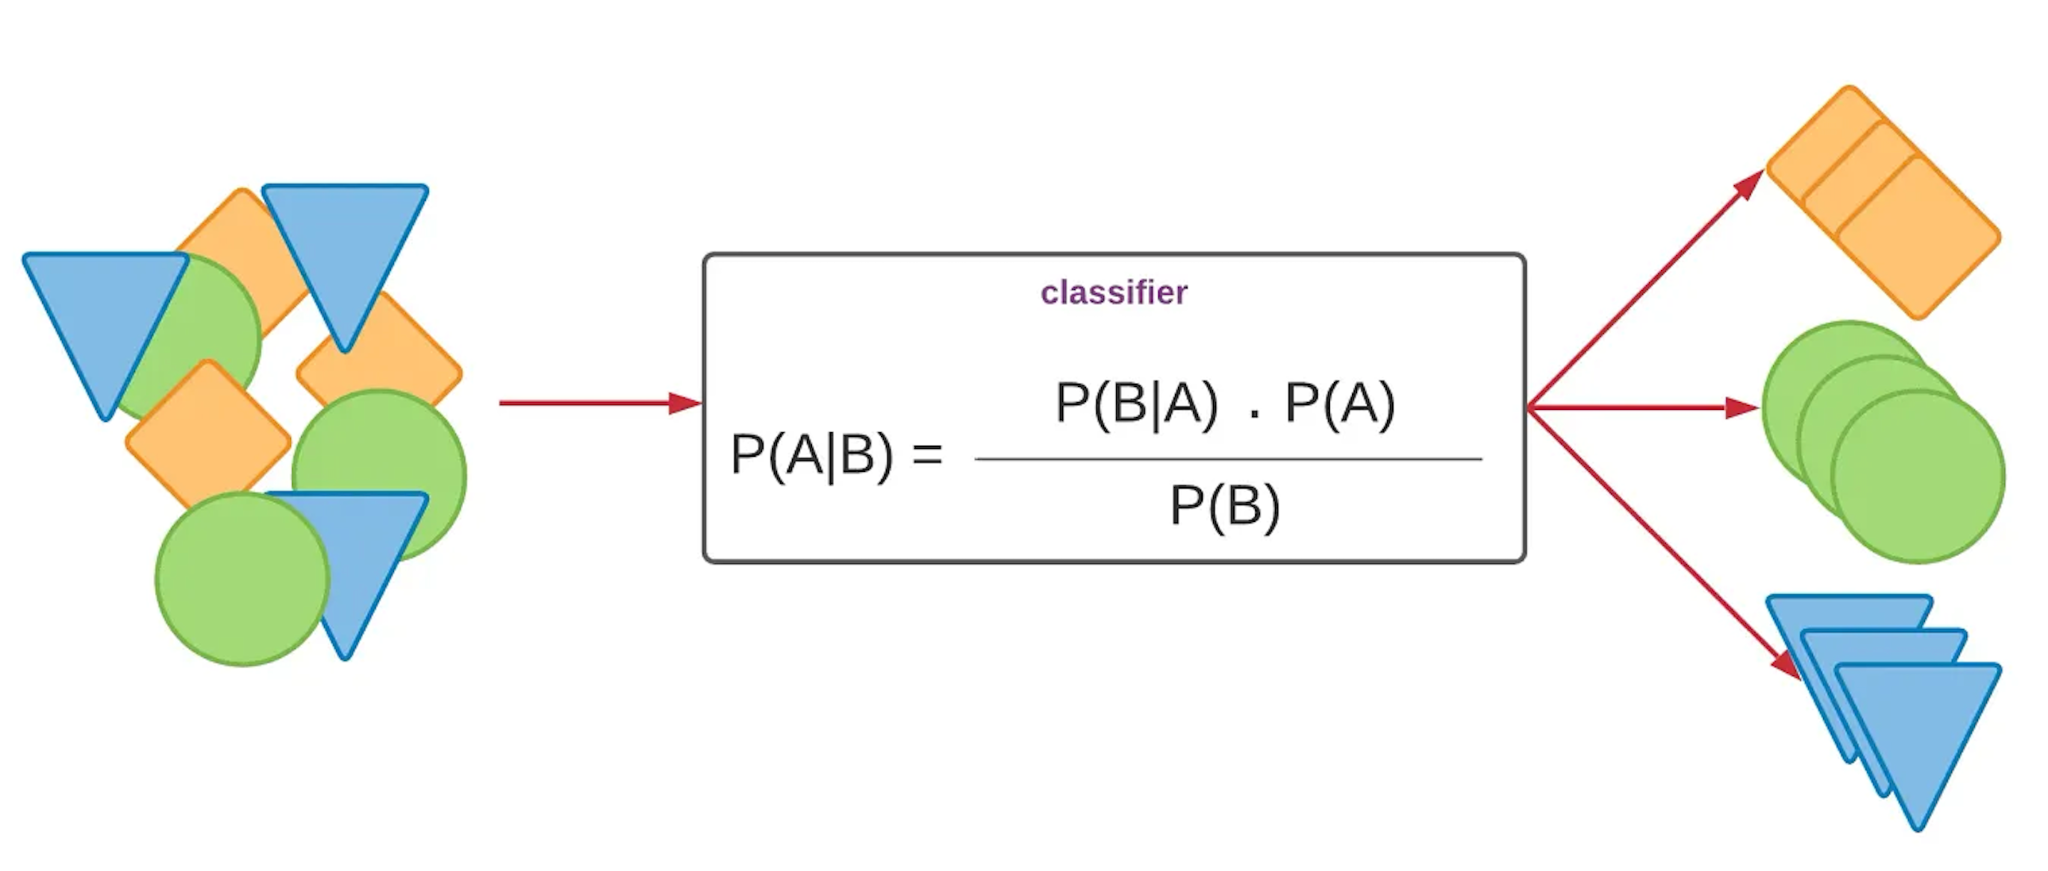 classifier
P(B|A) . P(A)
P(A|B) =
P(B)